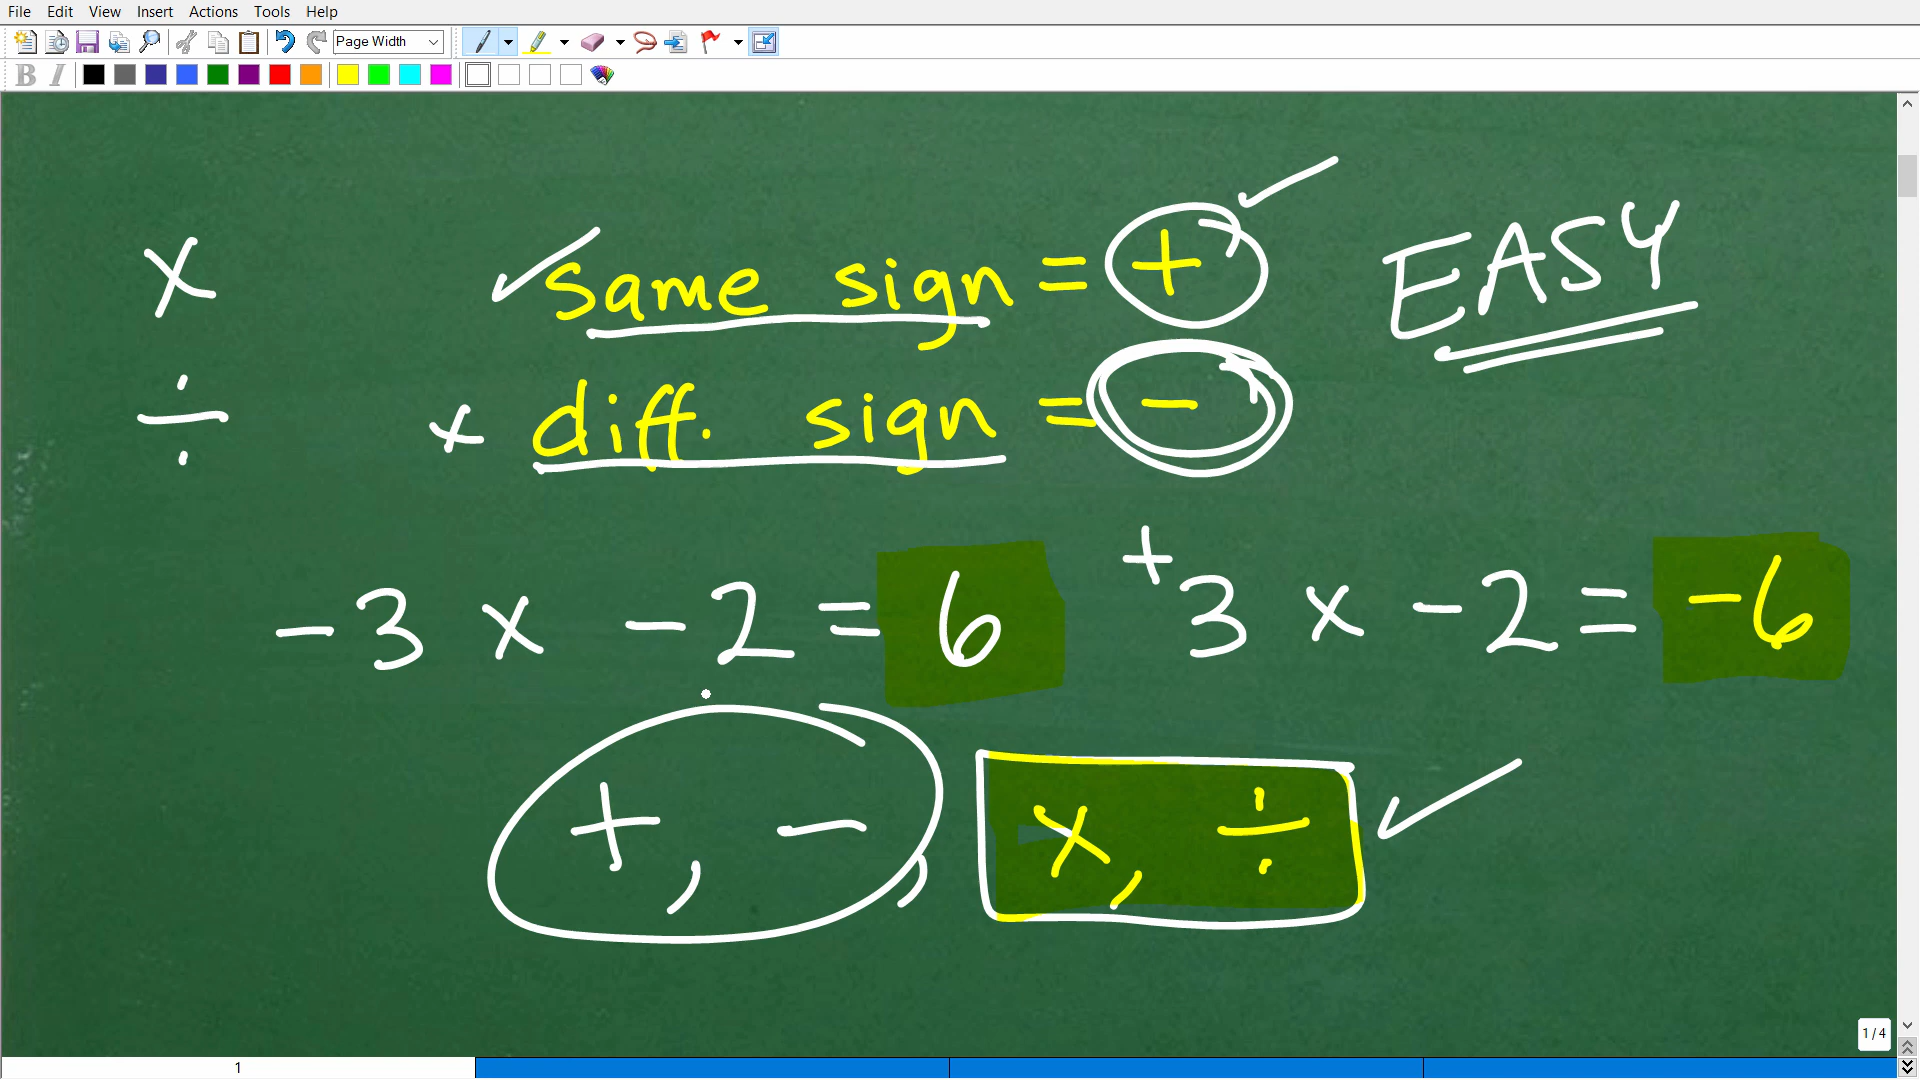 File Edit View Insert Actions Tools Help
Page Width
B I
x same sign = + EASY
÷ x diff. sign = -
-3 x -2 = 6 +3 x -2 = -6
+, -, x, ÷
1 / 4
1